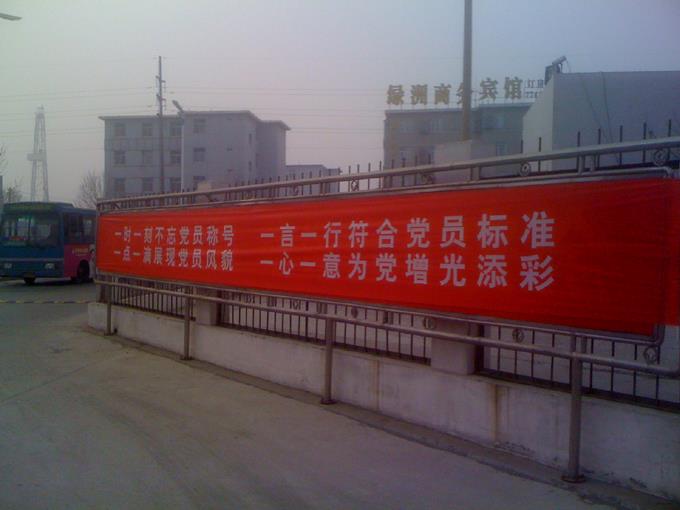 绿洲商务宾馆
一时一刻不忘党员称号 一言一行符合党员标准
一点一滴展现党员风貌 一心一意为党增光添彩